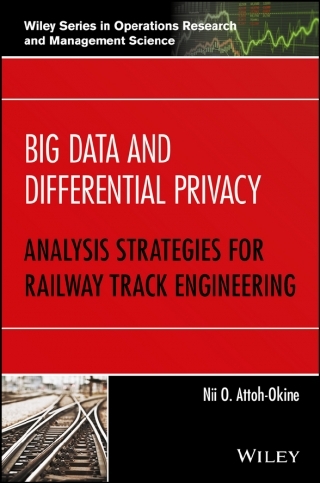 Wiley Series in Operations Research
and Management Science
BIG DATA AND
DIFFERENTIAL PRIVACY
ANALYSIS STRATEGIES FOR
RAILWAY TRACK ENGINEERING
Nii O. Attoh-Okine
WILEY